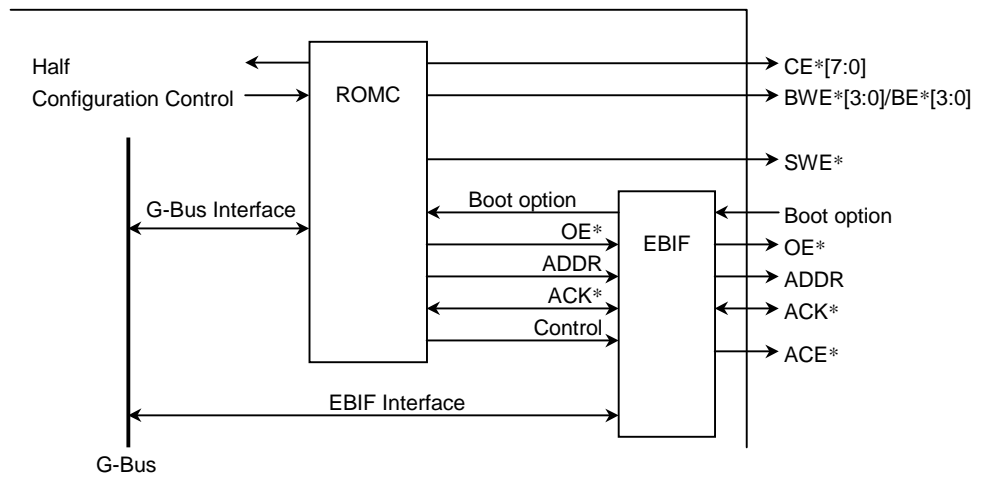 Half
CE*[7:0]
Configuration Control
ROMC
BWE*[3:0]/BE*[3:0]
SWE*
G-Bus Interface
Boot option
Boot option
OE*
EBIF
OE*
ADDR
ADDR
ACK*
ACK*
Control
ACE*
EBIF Interface
G-Bus